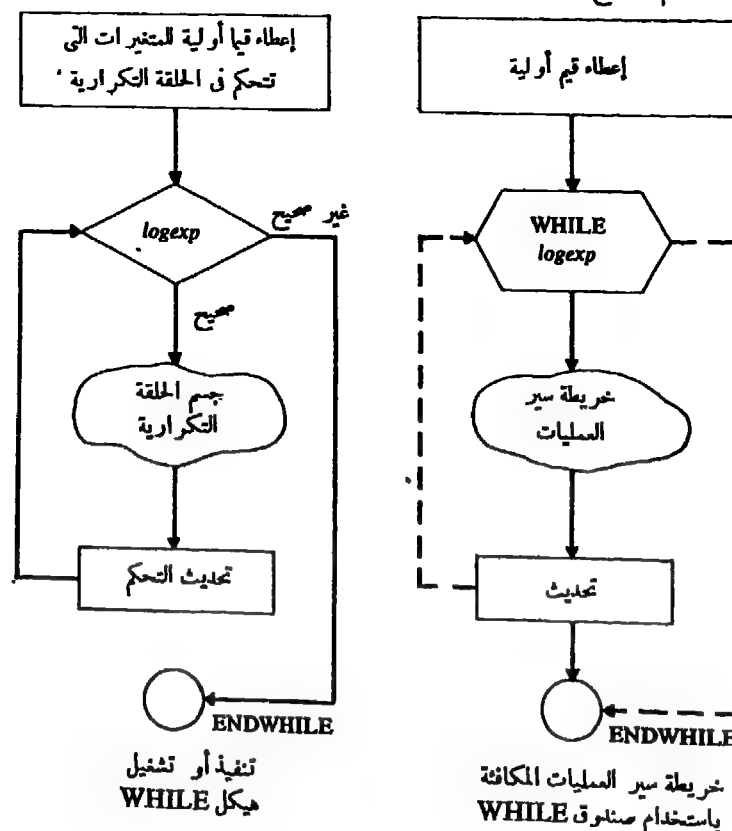 إعطاء قيما أولية للمتغيرات التى
تتحكم فى الحلقة التكرارية
logexp
غير صحيح
صحيح
جسم الحلقة
التكرارية
تحديث التحكم
ENDWHILE
تنفيذ أو تشغيل
هيكل WHILE
إعطاء قيم أولية
WHILE
logexp
خريطة سير
العمليات
تحديث
ENDWHILE
خريطة سير العمليات المكافئة
باستخدام صندوق WHILE